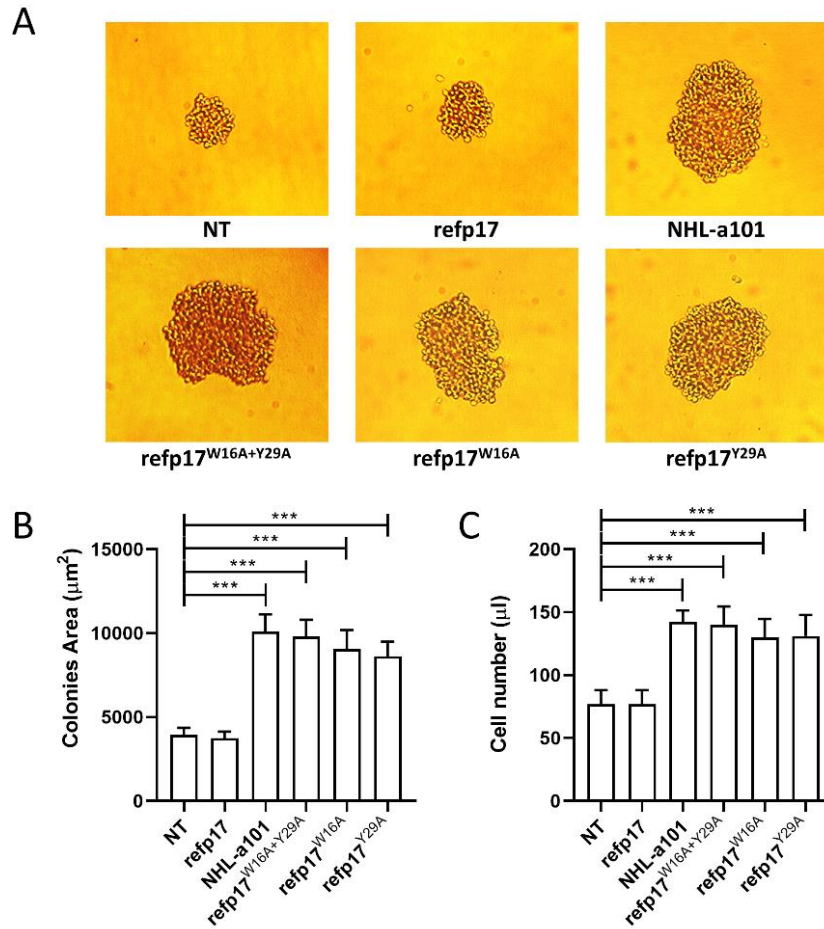 A
NT
refp17
NHL-a101
refp17W16A+Y29A
refp17W16A
refp17Y29A
B
***
***
***
***
Colonies Area (μm2)
15000
10000
5000
0
NT
refp17
NHL-a101
refp17W16A+Y29A
refp17W16A
refp17Y29A
C
***
***
***
***
Cell number (μl)
200
150
100
50
0
NT
refp17
NHL-a101
refp17W16A+Y29A
refp17W16A
refp17Y29A